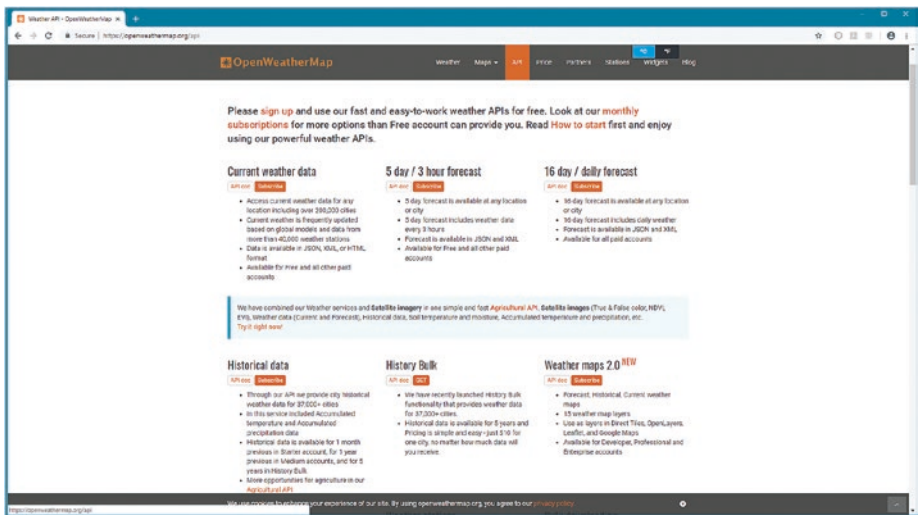 Weather API - OpenWeatherMap
Secure | https://openweathermap.org/api
OpenWeatherMap
Weather Maps API Price Partners Stations Widgets Blog
Please sign up and use our fast and easy-to-work weather APIs for free. Look at our monthly
subscriptions for more options than Free account can provide you. Read How to start first and enjoy
using our powerful weather APIs.
Current weather data
API doc Subscribe
• Access current weather data for any
location including over 200,000 cities
• Current weather is frequently updated
based on global models and data from
more than 40,000 weather stations
• Data is available in JSON, XML, or HTML
format
• Available for Free and all other paid
accounts
5 day / 3 hour forecast
API doc Subscribe
• 5 day forecast is available at any location
or city
• 5 day forecast includes weather data
every 3 hours
• Forecast is available in JSON and XML
• Available for Free and all other paid
accounts
16 day / daily forecast
API doc Subscribe
• 16 day forecast is available at any location
or city
• 16 day forecast includes daily weather
• Forecast is available in JSON and XML
• Available for all paid accounts
We have combined our Weather services and Satellite imagery in one simple and fast Agricultural API. Satellite images (True & False color, NDVI,
EVI), Weather data (Current and Forecast), Historical data, Soil temperature and moisture, Accumulated temperature and precipitation, etc.
Try it right now!
Historical data
API doc Subscribe
• Through our API we provide city historical
weather data for 37,000+ cities
• In this service included Accumulated
temperature and Accumulated
precipitation data
• Historical data is available for 1 month
previous in Starter account, for 1 year
previous in Medium accounts, and for 5
years in History Bulk
• More opportunities for agriculture in our
Agricultural API
History Bulk
API doc GET
• We have recently launched History Bulk
functionality that provides weather data
for 37,000+ cities.
• Historical data is available for 5 years and
Pricing is simple and easy - just $10 for
one city, no matter how much data will
you receive.
Weather maps 2.0 NEW
API doc Subscribe
• Forecast, Historical, Current weather
maps
• 15 weather map layers
• Use as layers in Direct Tiles, OpenLayers,
Leaflet, and Google Maps
• Available for Developer, Professional and
Enterprise accounts
We use cookies to enhance your experience of our site. By using openweathermap.org, you agree to our privacy policy
https://openweathermap.org/api